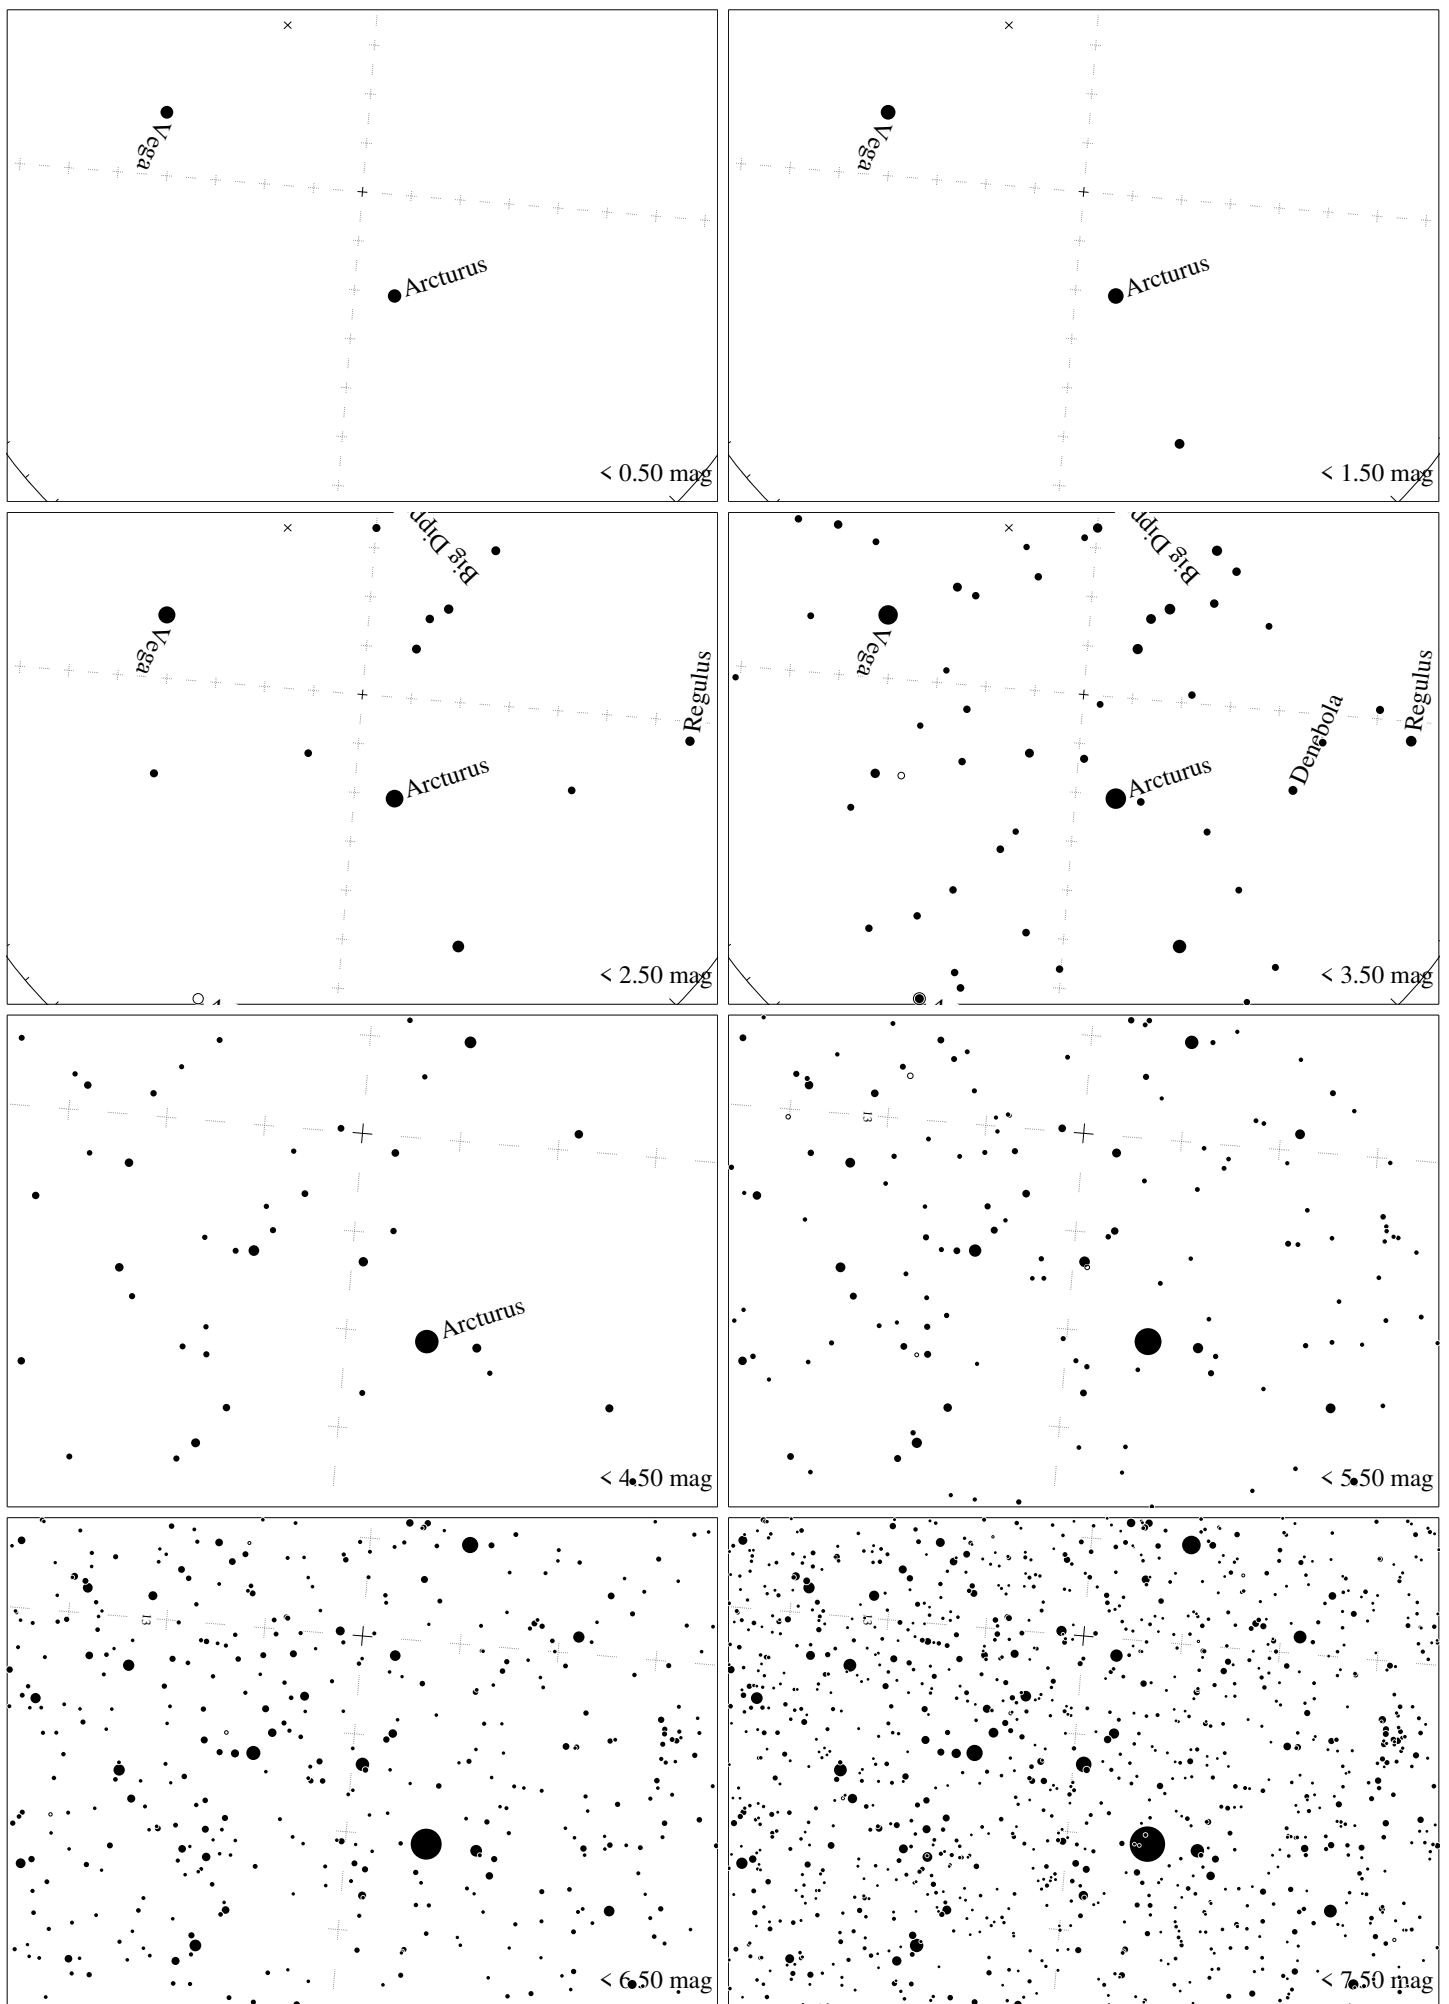 Vega
Arcturus
< 0.50 mag
Vega
Arcturus
< 1.50 mag
Big Dipp
Vega
Regulus
Arcturus
< 2.50 mag
Big Dipp
Vega
Regulus
Denebola
Arcturus
< 3.50 mag
Arcturus
< 4.50 mag
13
< 5.50 mag
13
< 6.50 mag
13
< 7.50 mag